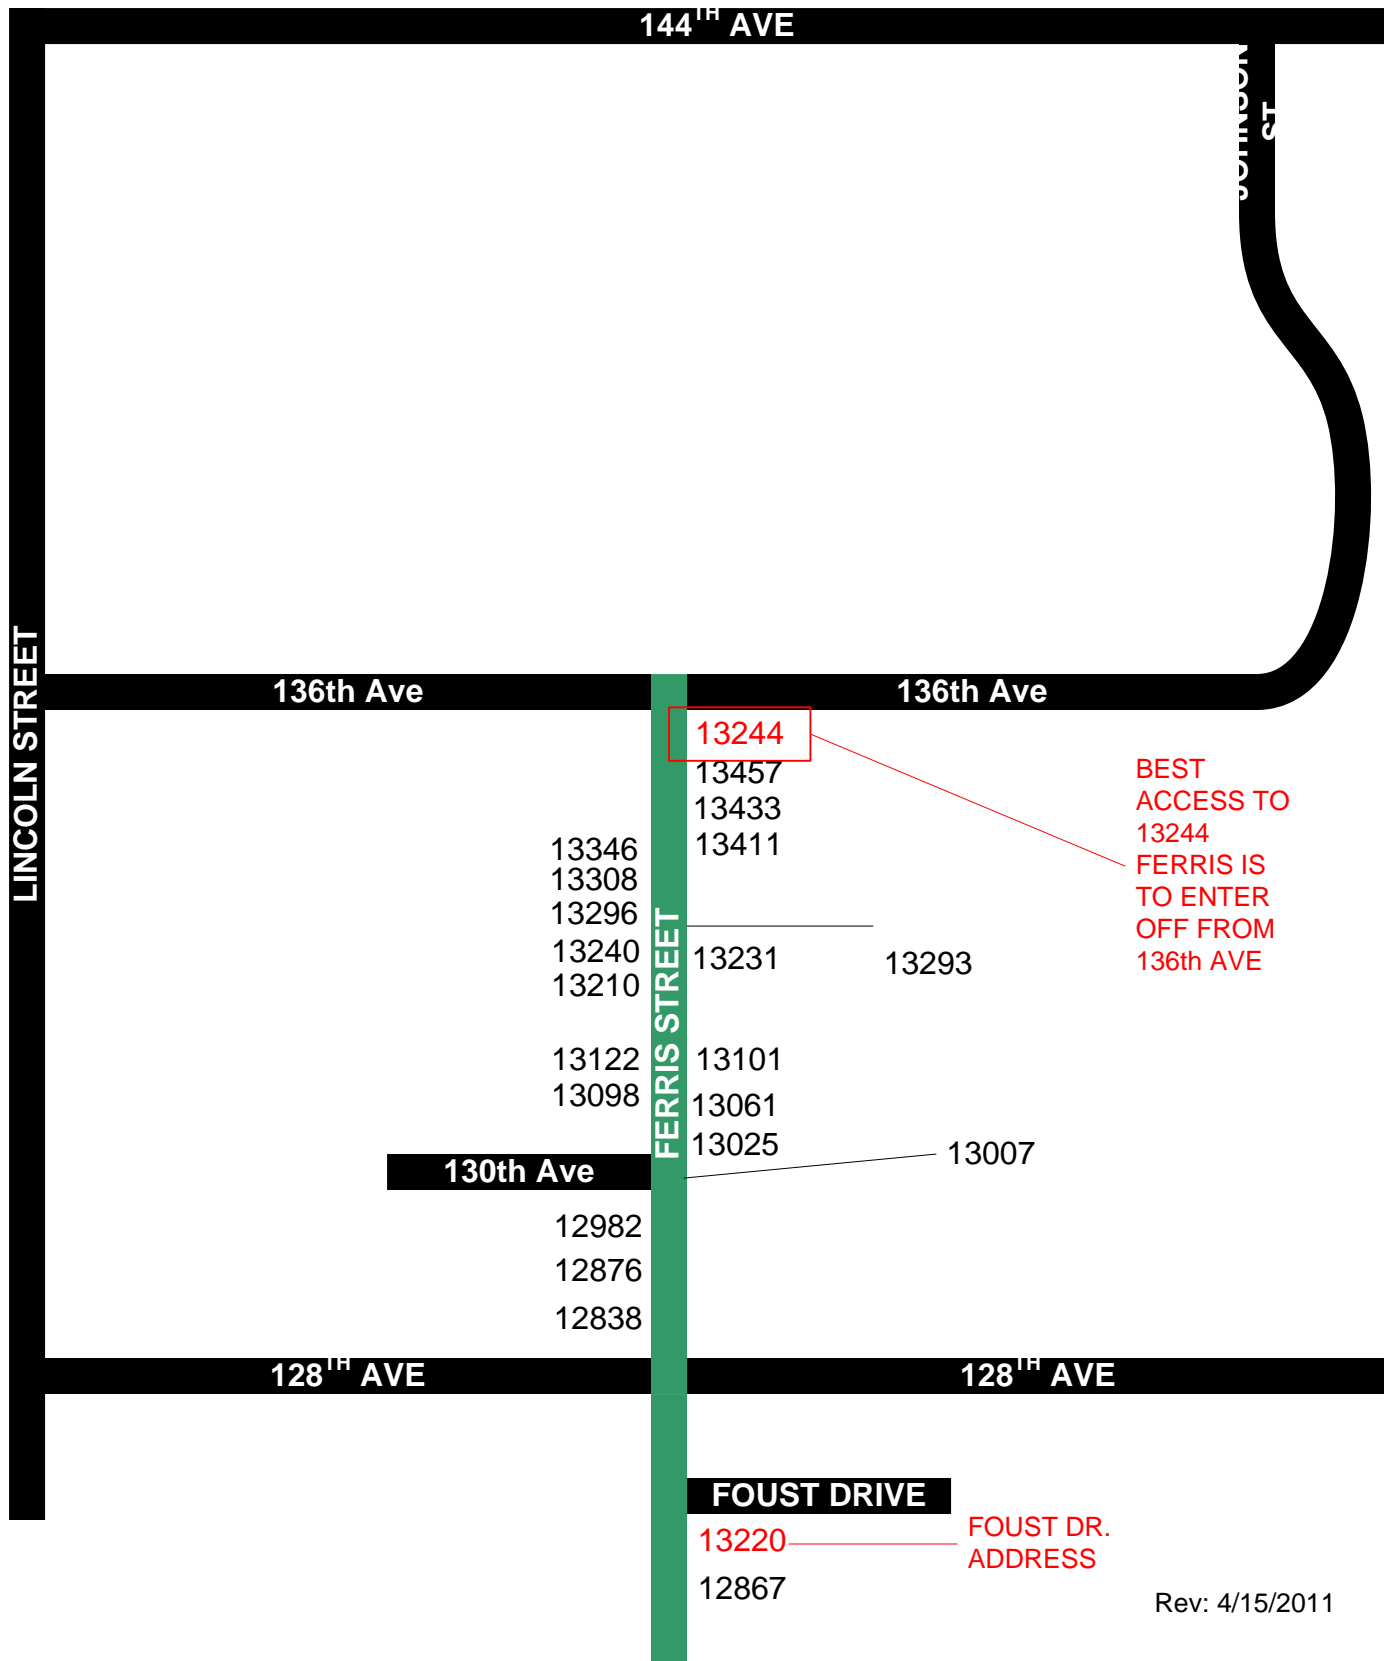 144TH AVE
JOHNSON
ST
LINCOLN STREET
136th Ave
136th Ave
13244
13457
13433
13411
BEST
ACCESS TO
13244
FERRIS IS
TO ENTER
OFF FROM
136th AVE
13346
13308
13296
13240
13210
13231
13293
FERRIS STREET
13122
13098
13101
13061
13025
13007
130th Ave
12982
12876
12838
128TH AVE
128TH AVE
FOUST DRIVE
13220
FOUST DR.
ADDRESS
12867
Rev: 4/15/2011